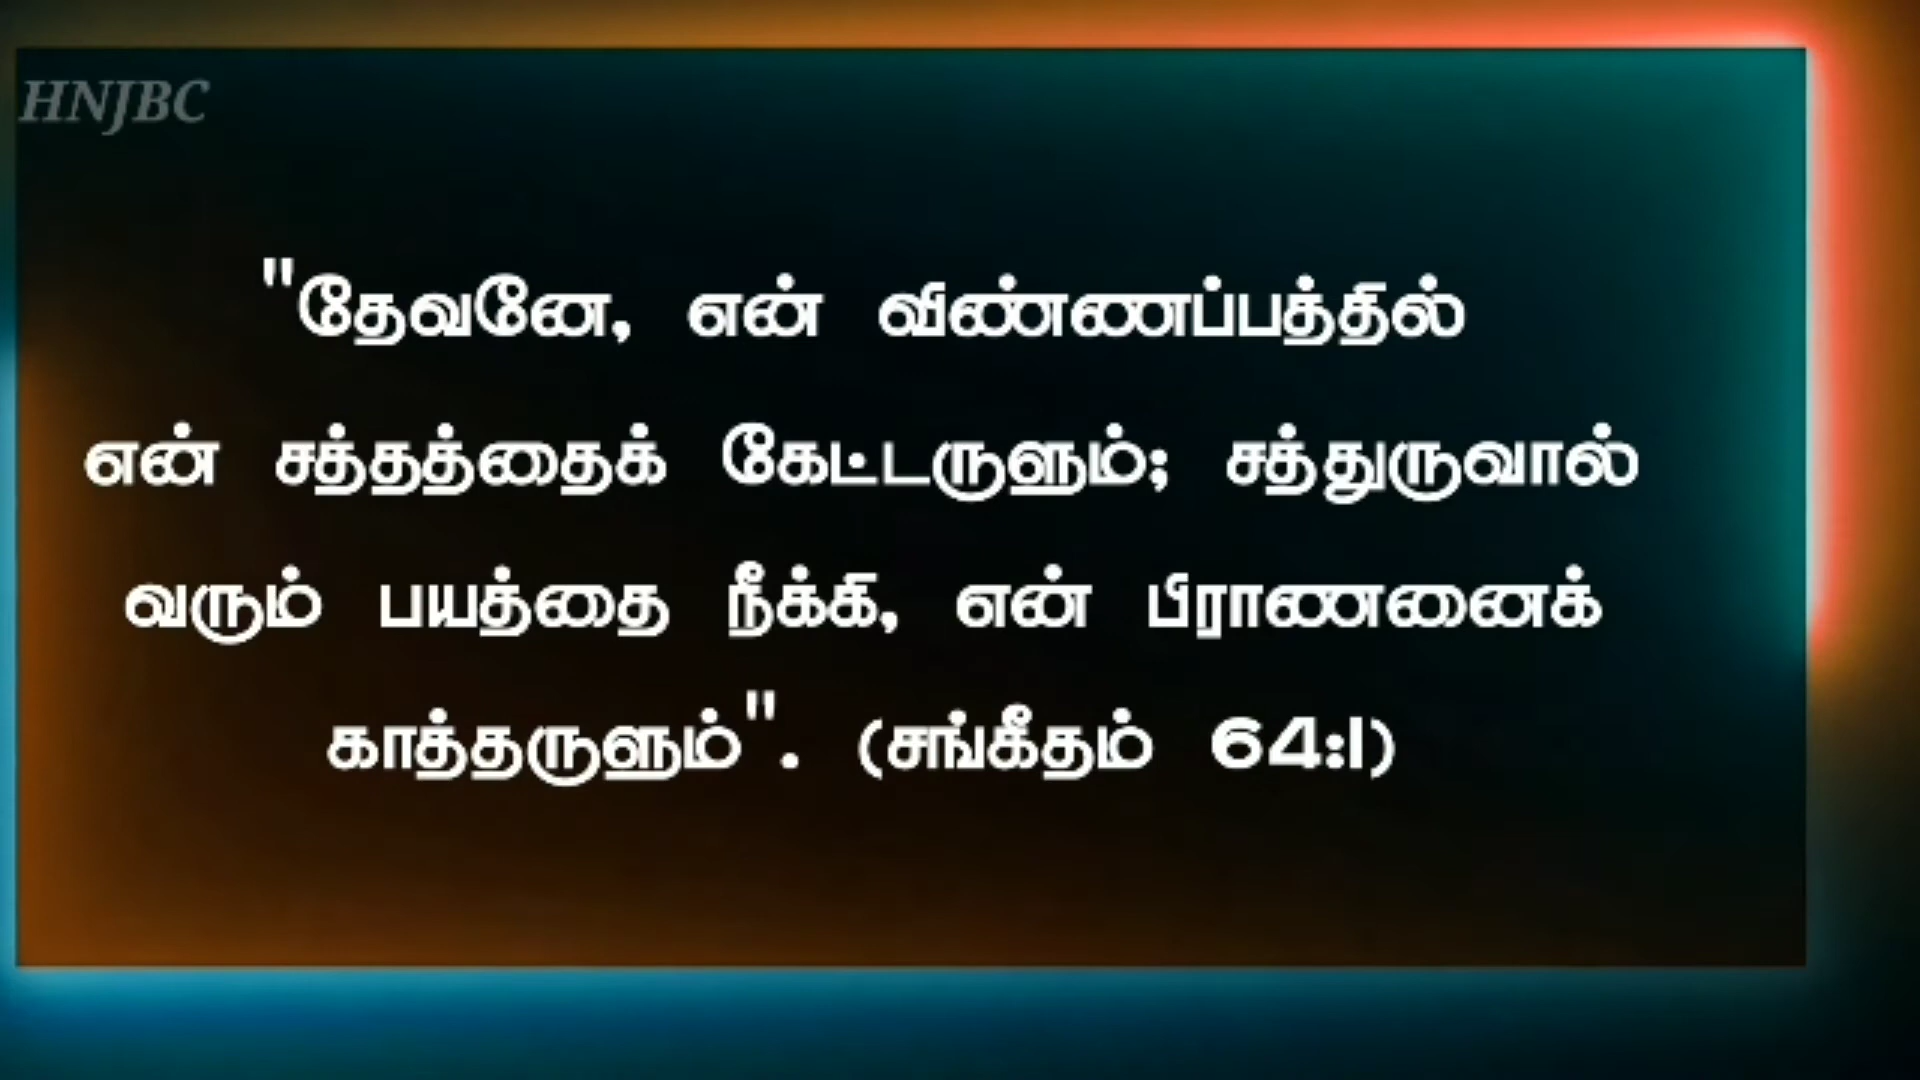 HNJBC
"தேவனே, என் விண்ணப்பத்தில்
என் சத்தத்தைக் கேட்டருளும்; சத்துருவால்
வரும் பயத்தை நீக்கி, என் பிராணனைக்
காத்தருளும்". (சங்கீதம் 64:1)